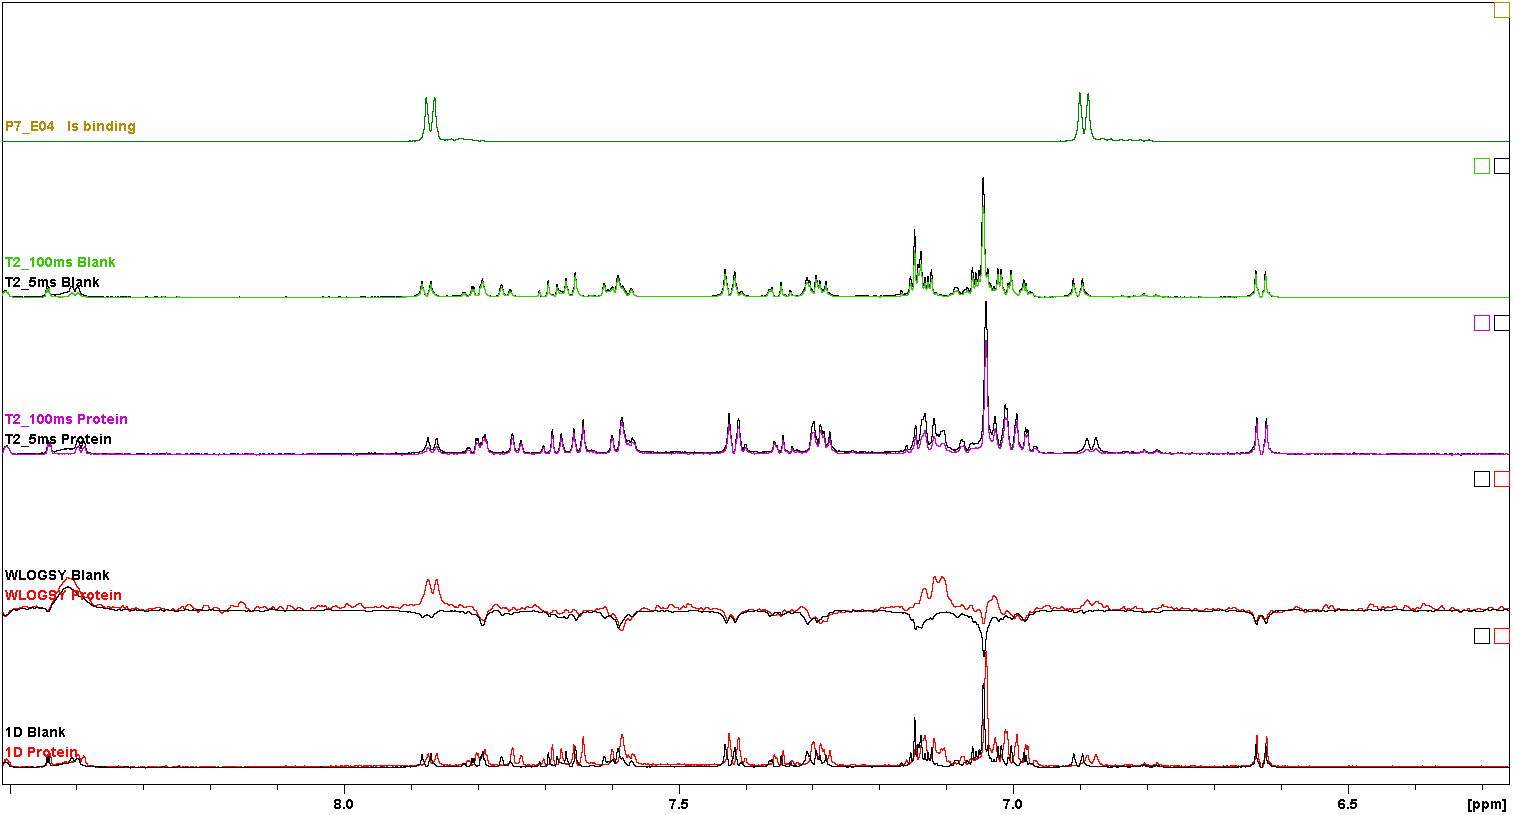 P7_E04 Is binding
T2_100ms Blank
T2_5ms Blank
T2_100ms Protein
T2_5ms Protein
WLOGSY Blank
WLOGSY Protein
1D Blank
1D Protein
8.0 7.5 7.0 6.5 [ppm]